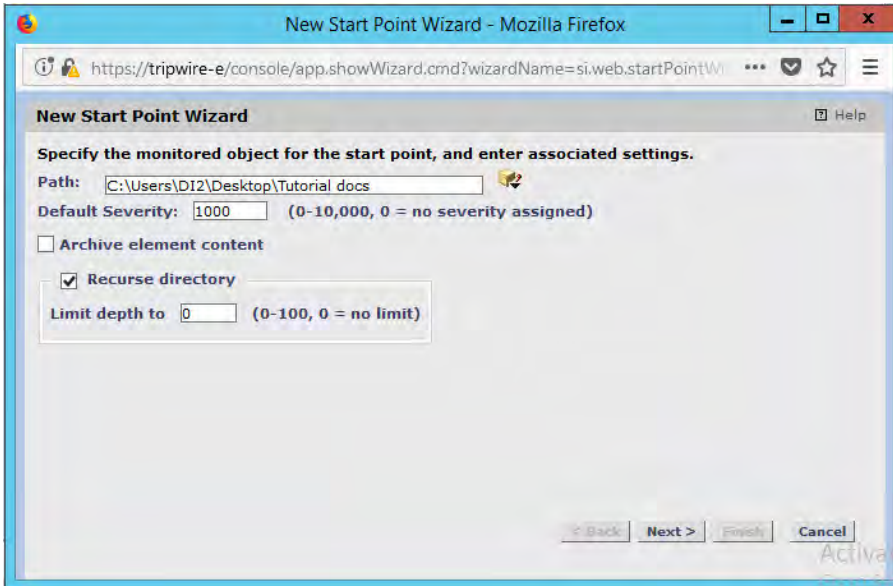 New Start Point Wizard - Mozilla Firefox
https://tripwire-e/console/app.showWizard.cmd?wizardName=si.web.startPointWi
New Start Point Wizard
Help
Specify the monitored object for the start point, and enter associated settings.
Path: C:\Users\DI2\Desktop\Tutorial docs
Default Severity: 1000 (0-10,000, 0 = no severity assigned)
Archive element content
Recurse directory
Limit depth to 0 (0-100, 0 = no limit)
< Back Next > Finish Cancel
Activa